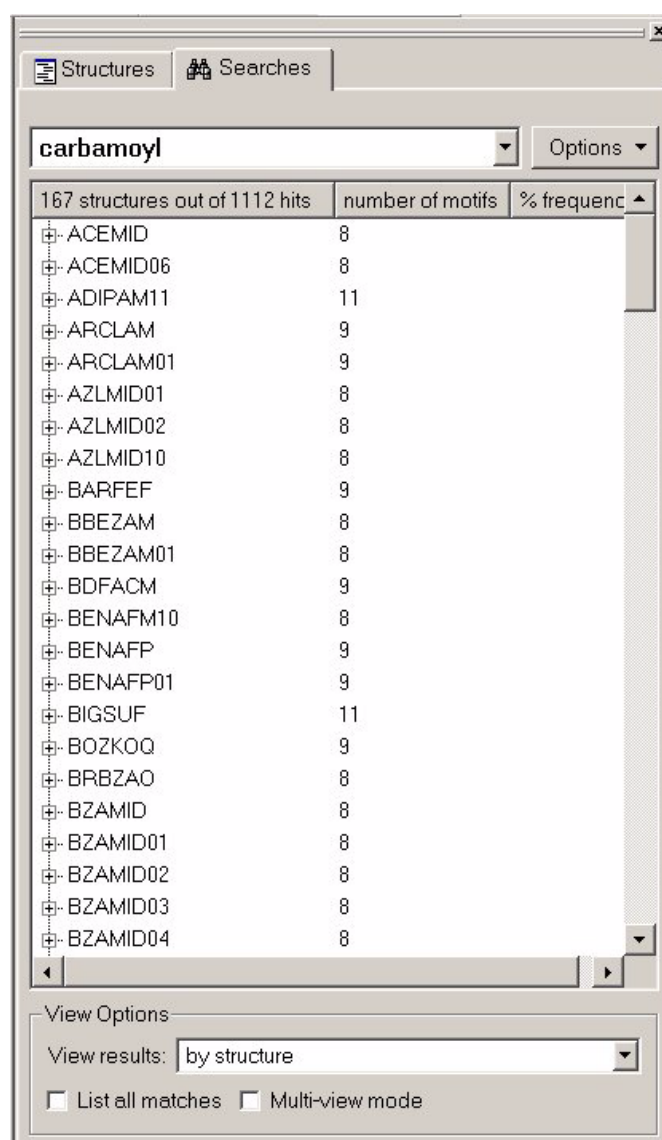 Structures Searches
carbamoyl Options
167 structures out of 1112 hits number of motifs % frequenc
ACEMID 8
ACEMID06 8
ADIPAM11 11
ARCLAM 9
ARCLAM01 9
AZLMID01 8
AZLMID02 8
AZLMID10 8
BARFEF 9
BBEZAM 8
BBEZAM01 8
BDFACM 9
BENAFM10 8
BENAFP 9
BENAFP01 9
BIGSUF 11
BOZKOQ 9
BRBZAO 8
BZAMID 8
BZAMID01 8
BZAMID02 8
BZAMID03 8
BZAMID04 8
View Options
View results: by structure
List all matches Multi-view mode